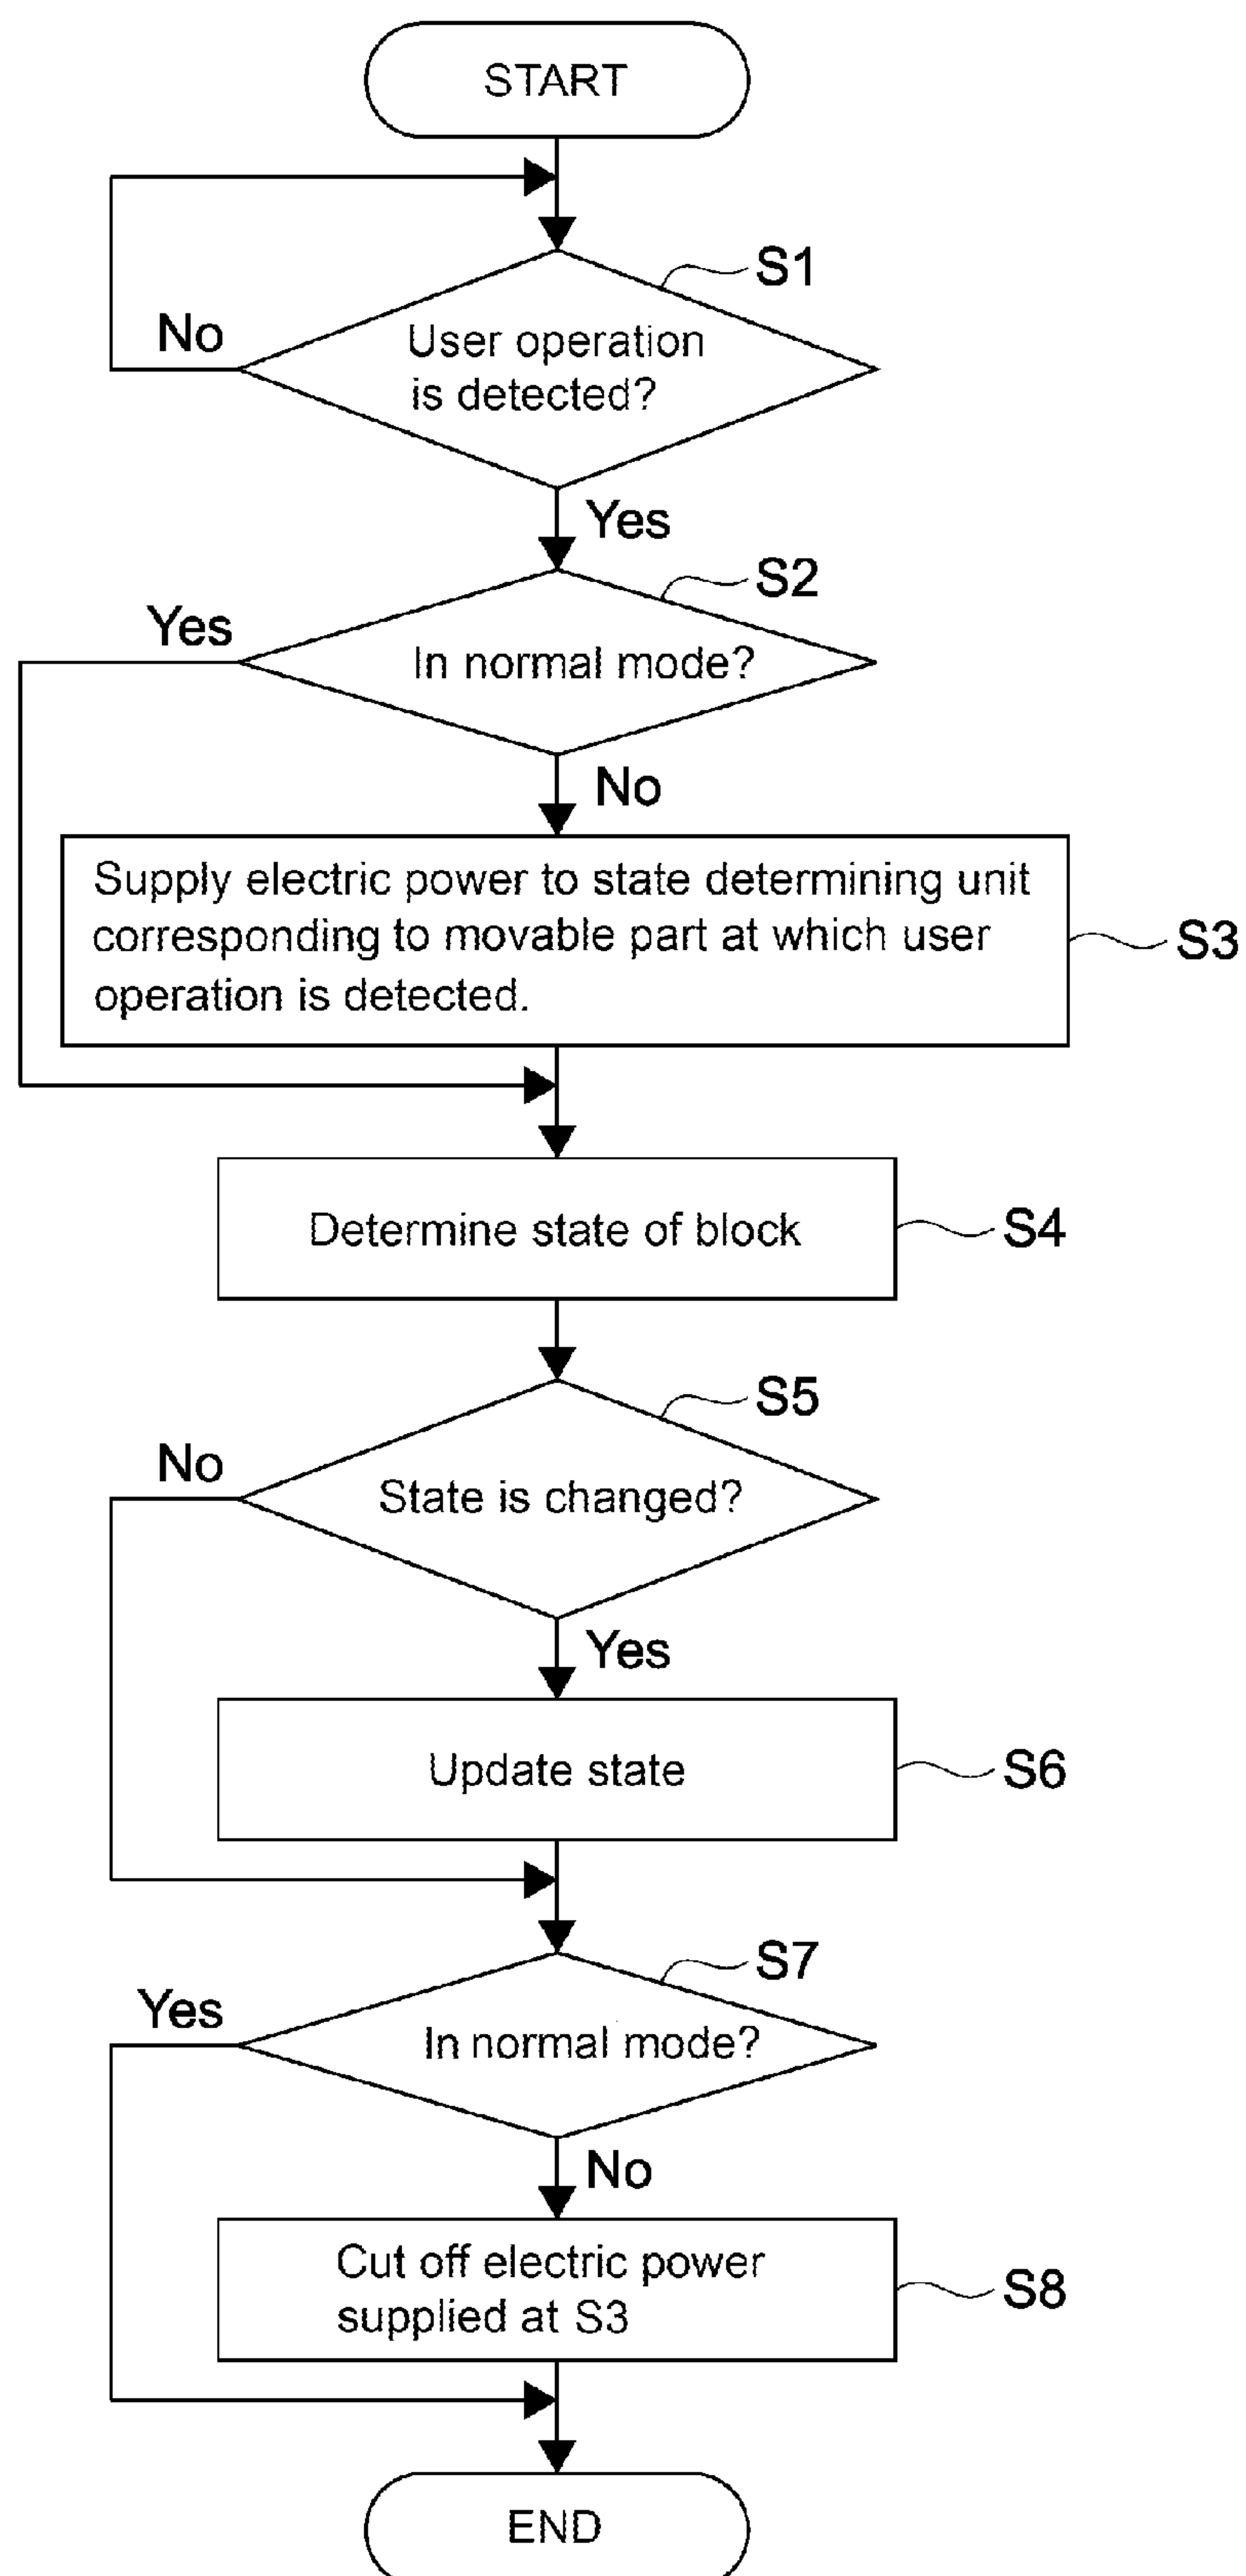 START
S1
No
User operation
is detected?
Yes
S2
Yes
In normal mode?
No
Supply electric power to state determining unit
corresponding to movable part at which user
operation is detected.
S3
Determine state of block
S4
S5
No
State is changed?
Yes
Update state
S6
S7
Yes
In normal mode?
No
Cut off electric power
supplied at S3
S8
END